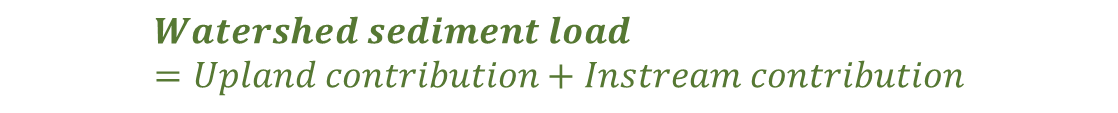 Watershed sediment load
= Upland contribution + Instream contribution